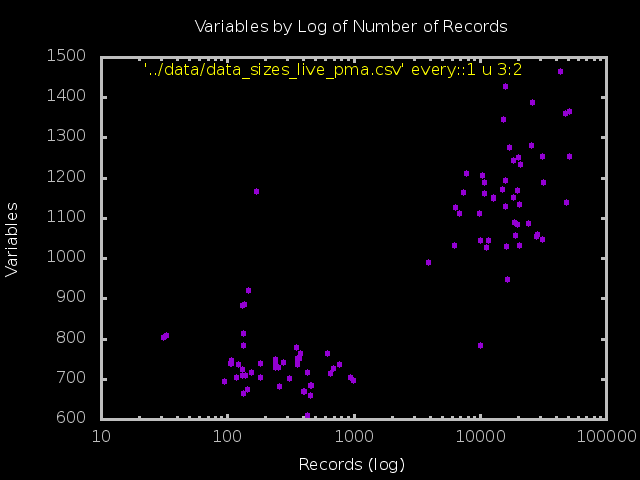 Variables by Log of Number of Records
1500
'../data/data_sizes_live_pma.csv' every::1 u 3:2
1400
1300
1200
1100
1000
900
800
700
600
Variables
10 100 1000 10000 100000
Records (log)